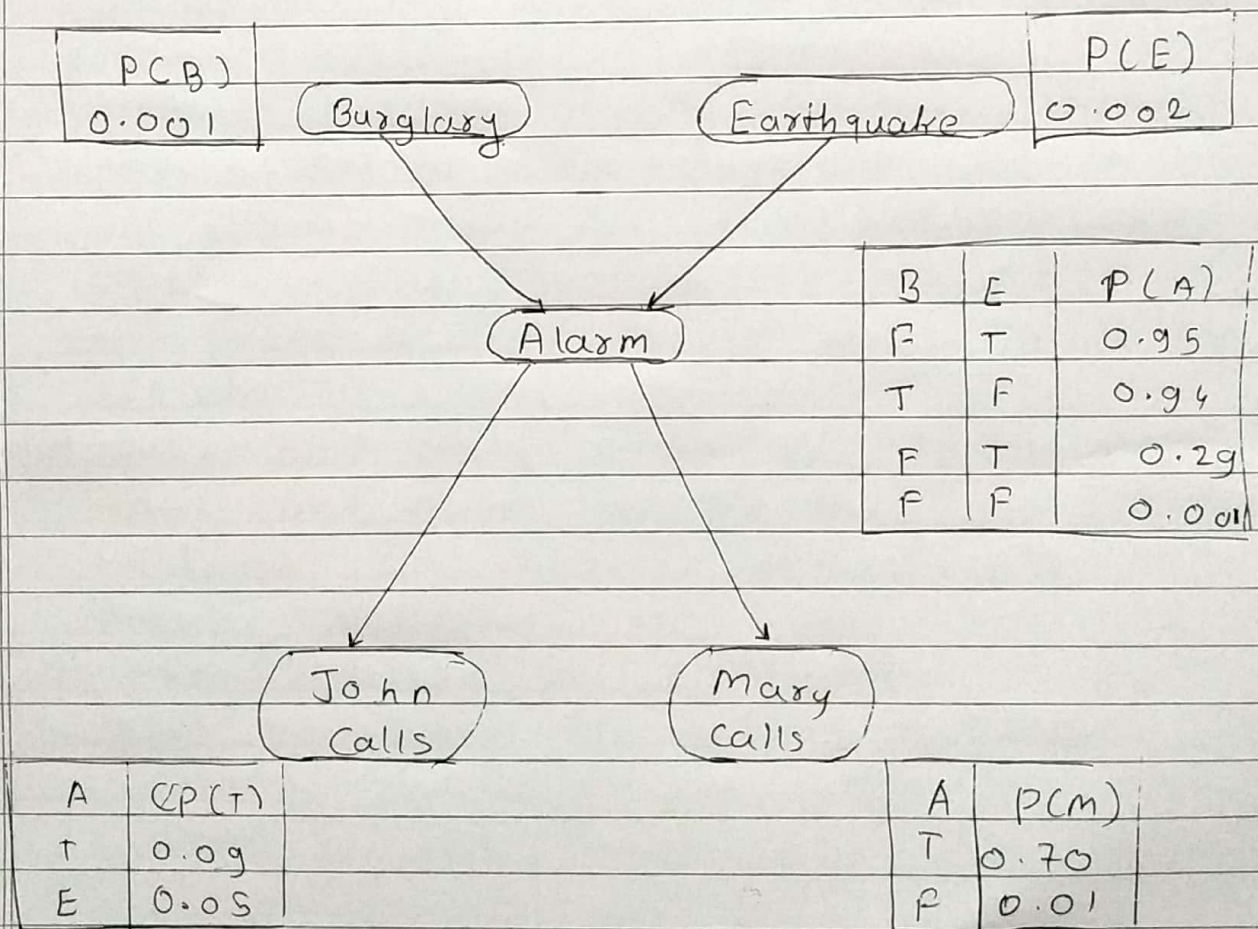 P(B)
0.001
Burglary
Earthquake
P(E)
0.002
Alarm
B E P(A)
F T 0.95
T F 0.94
F T 0.29
F F 0.001
John
Calls
Mary
Calls
A P(T)
T 0.09
E 0.05
A P(M)
T 0.70
F 0.01